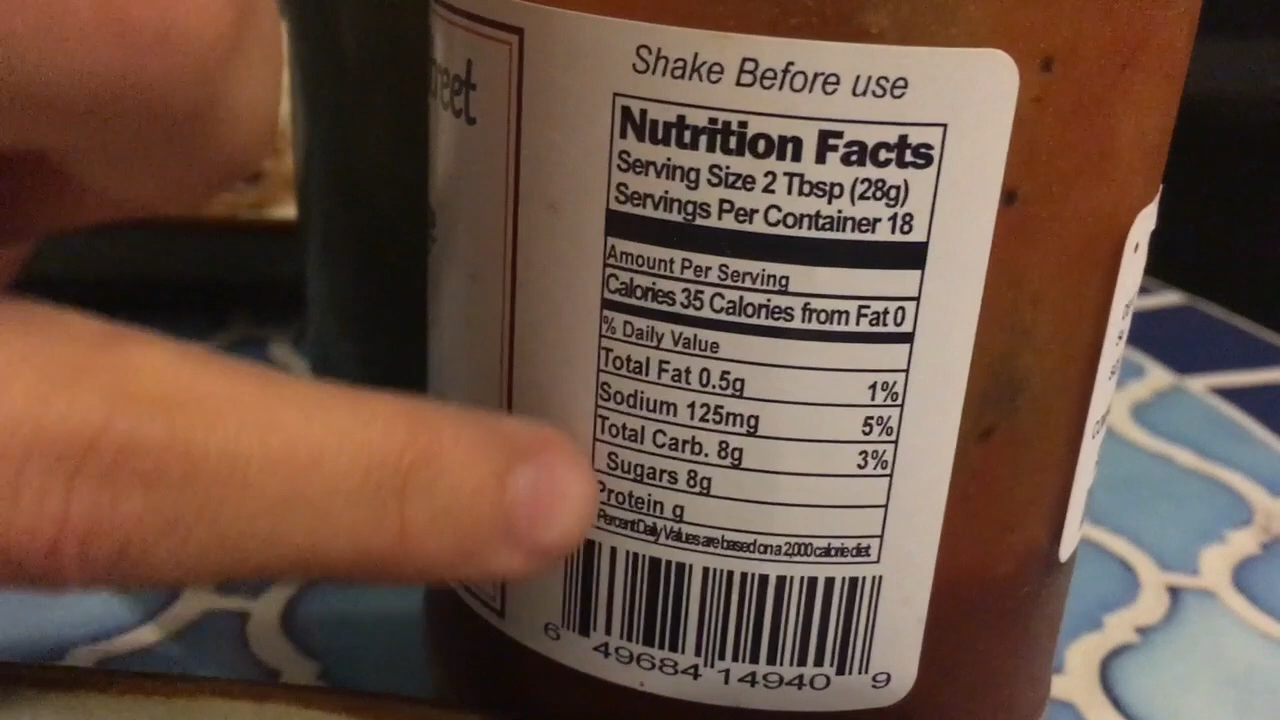 Shake Before use
Nutrition Facts
Serving Size 2 Tbsp (28g)
Servings Per Container 18
Amount Per Serving
Calories 35 Calories from Fat 0
% Daily Value
Total Fat 0.5g 1%
Sodium 125mg 5%
Total Carb. 8g 3%
Sugars 8g
Protein g
Percent Daily Values are based on a 2,000 calorie diet.
6 49684 14940 9